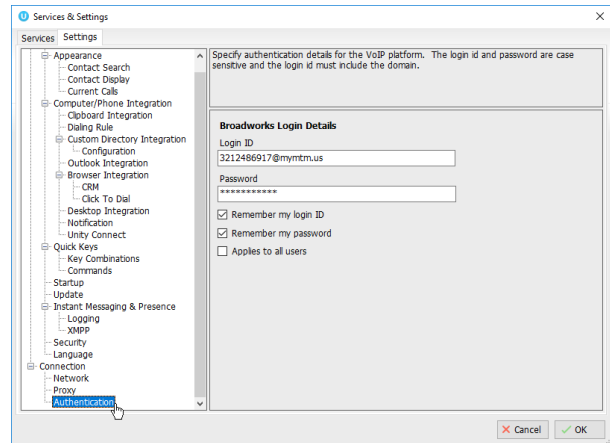 Services & Settings
Services
Settings
Appearance
Contact Search
Contact Display
Current Calls
Computer/Phone Integration
Clipboard Integration
Dialing Rule
Custom Directory Integration
Configuration
Outlook Integration
Browser Integration
CRM
Click To Dial
Desktop Integration
Notification
Unity Connect
Quick Keys
Key Combinations
Commands
Startup
Update
Instant Messaging & Presence
Logging
XMPP
Security
Language
Connection
Network
Proxy
Authentication
Specify authentication details for the VoIP platform. The login id and password are case
sensitive and the login id must include the domain.
Broadworks Login Details
Login ID
3212486917@mymtm.us
Password
***********
Remember my login ID
Remember my password
Applies to all users
Cancel
OK